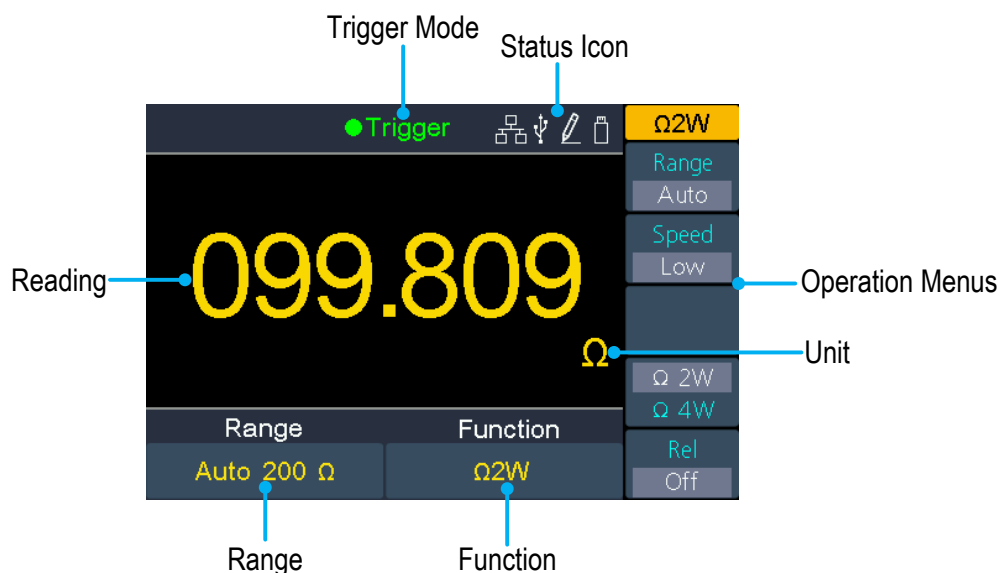 Trigger Mode
Status Icon
Trigger
Ω2W
Range
Auto
Speed
Low
Reading
099.809
Operation Menus
Ω
Unit
Ω 2W
Ω 4W
Range
Function
Rel
Auto 200 Ω
Ω2W
Off
Range
Function